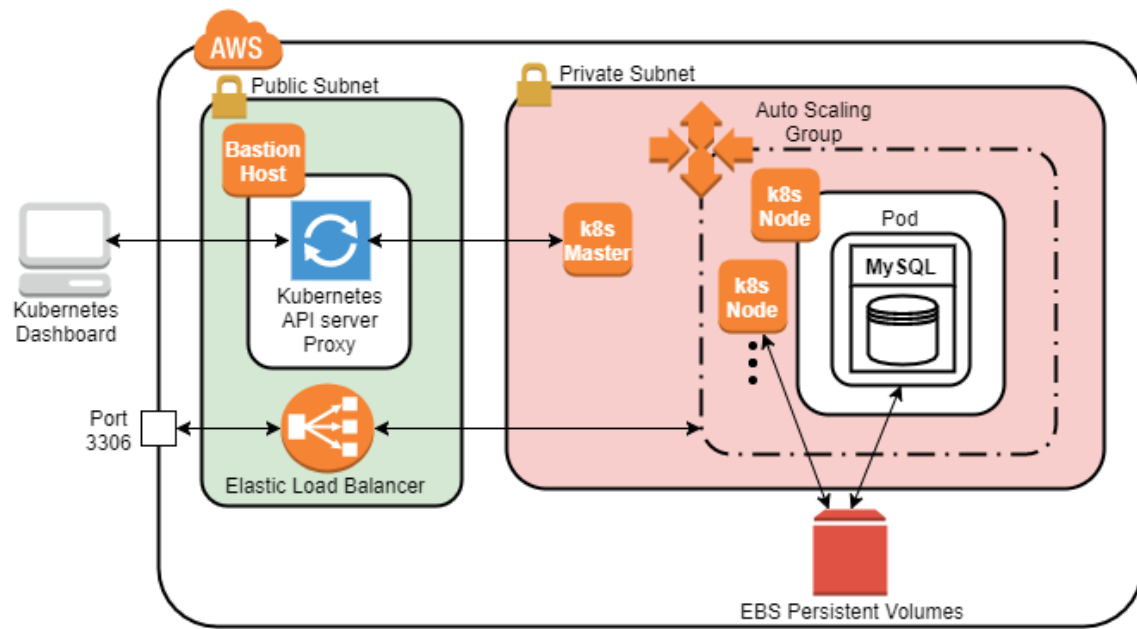 AWS
Public Subnet
Private Subnet
Bastion
Host
Auto Scaling
Group
k8s
Node
Pod
MySQL
k8s
Master
k8s
Node
Kubernetes
Dashboard
Kubernetes
API server
Proxy
Port
3306
Elastic Load Balancer
EBS Persistent Volumes